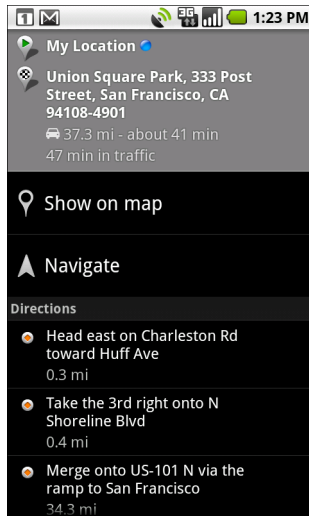 1 3G 1:23 PM
My Location
Union Square Park, 333 Post
Street, San Francisco, CA
94108-4901
37.3 mi - about 41 min
47 min in traffic
Show on map
Navigate
Directions
Head east on Charleston Rd
toward Huff Ave
0.3 mi
Take the 3rd right onto N
Shoreline Blvd
0.4 mi
Merge onto US-101 N via the
ramp to San Francisco
34.3 mi